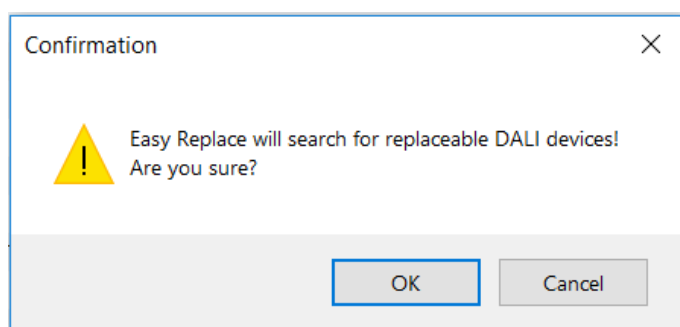 Confirmation
Easy Replace will search for replaceable DALI devices!
Are you sure?
OK
Cancel